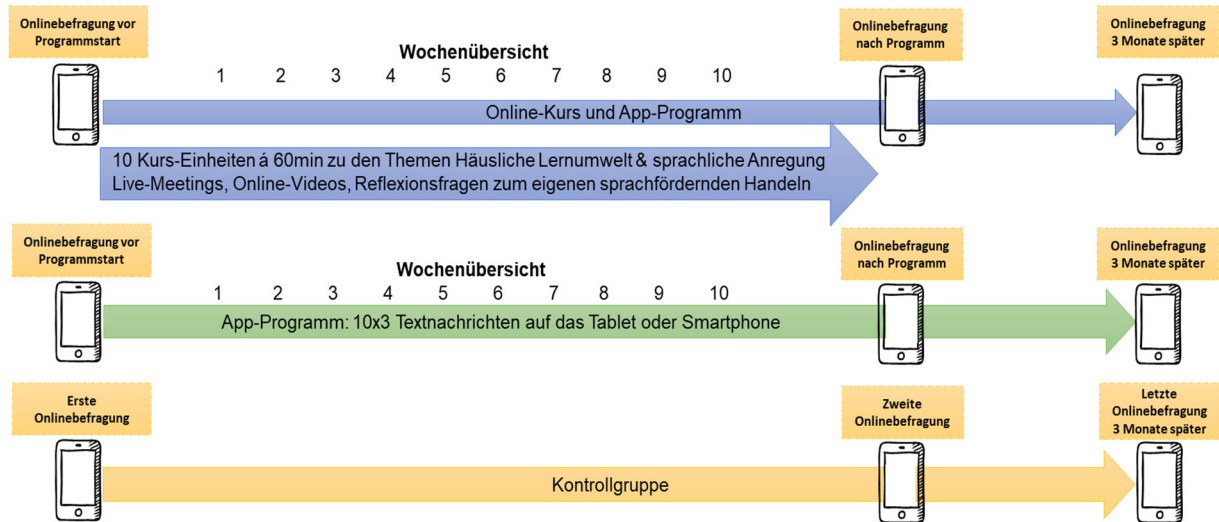 Onlinebefragung vor
Programmstart
Onlinebefragung
nach Programm
Onlinebefragung
3 Monate später
Wochenübersicht
1 2 3 4 5 6 7 8 9 10
Online-Kurs und App-Programm
10 Kurs-Einheiten á 60min zu den Themen Häusliche Lernumwelt & sprachliche Anregung
Live-Meetings, Online-Videos, Reflexionsfragen zum eigenen sprachfördernden Handeln
Onlinebefragung vor
Programmstart
Onlinebefragung
nach Programm
Onlinebefragung
3 Monate später
Wochenübersicht
1 2 3 4 5 6 7 8 9 10
App-Programm: 10x3 Textnachrichten auf das Tablet oder Smartphone
Erste
Onlinebefragung
Zweite
Onlinebefragung
Letzte
Onlinebefragung
3 Monate später
Kontrollgruppe